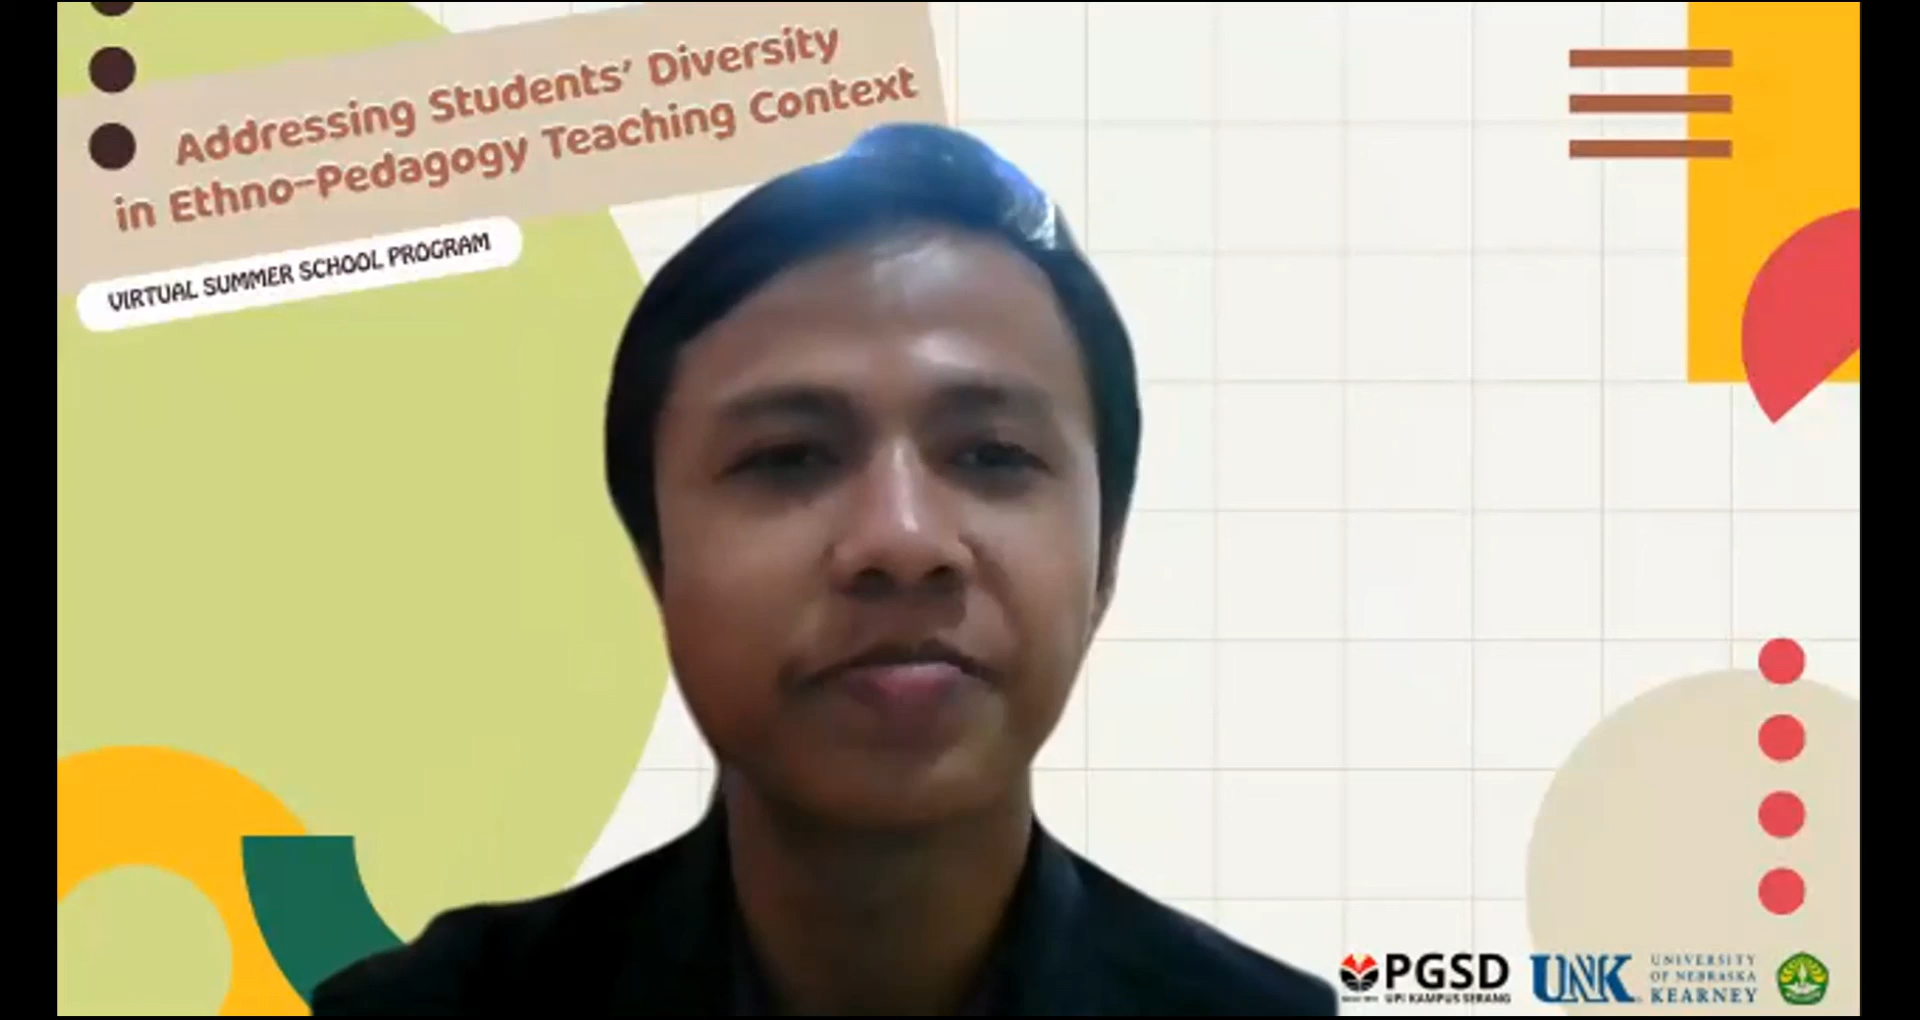 Addressing Students' Diversity
in Ethno-Pedagogy Teaching Context
VIRTUAL SUMMER SCHOOL PROGRAM
PGSD
UPI KAMPUS SERANG
UNK
UNIVERSITY
OF NEBRASKA
KEARNEY